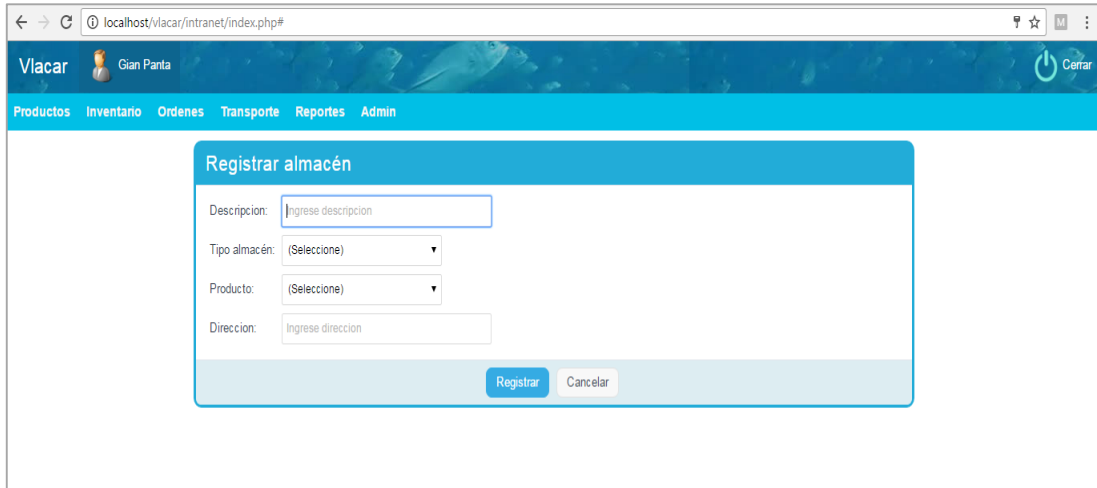 localhost/vlacar/intranet/index.php#
M
Vlacar
Gian Panta
Cerrar
Productos Inventario Ordenes Transporte Reportes Admin
Registrar almacén
Descripcion: Ingrese descripcion
Tipo almacén: (Seleccione)
Producto: (Seleccione)
Direccion: Ingrese direccion
Registrar Cancelar